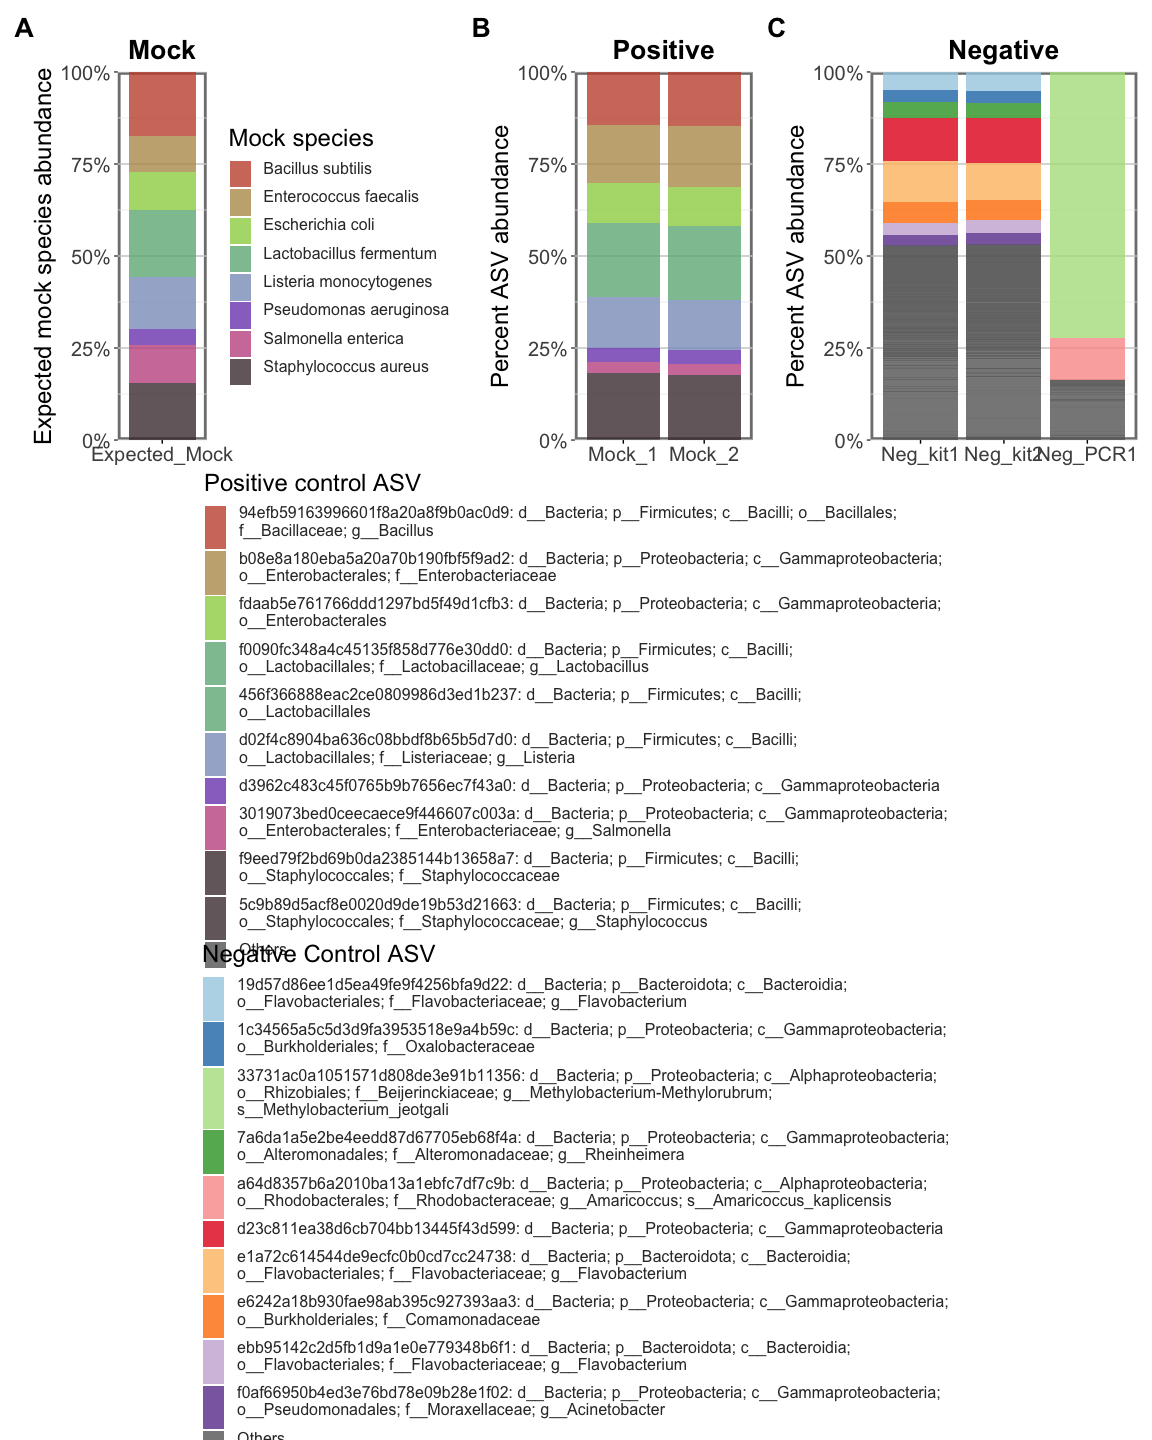 A
B
C
Mock
Positive
Negative
Expected mock species abundance
100%
75%
50%
25%
0%
Expected_Mock
Mock species
Bacillus subtilis
Enterococcus faecalis
Escherichia coli
Lactobacillus fermentum
Listeria monocytogenes
Pseudomonas aeruginosa
Salmonella enterica
Staphylococcus aureus
Percent ASV abundance
100%
75%
50%
25%
0%
Mock_1
Mock_2
Percent ASV abundance
100%
75%
50%
25%
0%
Neg_kit1
Neg_kit2
Neg_PCR1
Positive control ASV
94efb59163996601f8a20a8f9b0ac0d9: d__Bacteria; p__Firmicutes; c__Bacilli; o__Bacillales;
f__Bacillaceae; g__Bacillus
b08e8a180eba5a20a70b190fbf5f9ad2: d__Bacteria; p__Proteobacteria; c__Gammaproteobacteria;
o__Enterobacterales; f__Enterobacteriaceae
fdaab5e761766ddd1297bd5f49d1cfb3: d__Bacteria; p__Proteobacteria; c__Gammaproteobacteria;
o__Enterobacterales
f0090fc348a4c45135f858d776e30dd0: d__Bacteria; p__Firmicutes; c__Bacilli;
o__Lactobacillales; f__Lactobacillaceae; g__Lactobacillus
456f366888eac2ce0809986d3ed1b237: d__Bacteria; p__Firmicutes; c__Bacilli;
o__Lactobacillales
d02f4c8904ba636c08bbdf8b65b5d7d0: d__Bacteria; p__Firmicutes; c__Bacilli;
o__Lactobacillales; f__Listeriaceae; g__Listeria
d3962c483c45f0765b9b7656ec7f43a0: d__Bacteria; p__Proteobacteria; c__Gammaproteobacteria
3019073bed0ceecaece9f446607c003a: d__Bacteria; p__Proteobacteria; c__Gammaproteobacteria;
o__Enterobacterales; f__Enterobacteriaceae; g__Salmonella
f9eed79f2bd69b0da2385144b13658a7: d__Bacteria; p__Firmicutes; c__Bacilli;
o__Staphylococcales; f__Staphylococcaceae
5c9b89d5acf8e0020d9de19b53d21663: d__Bacteria; p__Firmicutes; c__Bacilli;
o__Staphylococcales; f__Staphylococcaceae; g__Staphylococcus
Others
Negative Control ASV
19d57d86ee1d5ea49fe9f4256bfa9d22: d__Bacteria; p__Bacteroidota; c__Bacteroidia;
o__Flavobacteriales; f__Flavobacteriaceae; g__Flavobacterium
1c34565a5c5d3d9fa3953518e9a4b59c: d__Bacteria; p__Proteobacteria; c__Gammaproteobacteria;
o__Burkholderiales; f__Oxalobacteraceae
33731ac0a1051571d808de3e91b11356: d__Bacteria; p__Proteobacteria; c__Alphaproteobacteria;
o__Rhizobiales; f__Beijerinckiaceae; g__Methylobacterium-Methylorubrum;
s__Methylobacterium_jeotgali
7a6da1a5e2be4eedd87d67705eb68f4a: d__Bacteria; p__Proteobacteria; c__Gammaproteobacteria;
o__Alteromonadales; f__Alteromonadaceae; g__Rheinheimera
a64d8357b6a2010ba13a1ebfc7df7c9b: d__Bacteria; p__Proteobacteria; c__Alphaproteobacteria;
o__Rhodobacterales; f__Rhodobacteraceae; g__Amaricoccus; s__Amaricoccus_kaplicensis
d23c811ea38d6cb704bb13445f43d599: d__Bacteria; p__Proteobacteria; c__Gammaproteobacteria
e1a72c614544de9ecfc0b0cd7cc24738: d__Bacteria; p__Bacteroidota; c__Bacteroidia;
o__Flavobacteriales; f__Flavobacteriaceae; g__Flavobacterium
e6242a18b930fae98ab395c927393aa3: d__Bacteria; p__Proteobacteria; c__Gammaproteobacteria;
o__Burkholderiales; f__Comamonadaceae
ebb95142c2d5fb1d9a1e0e779348b6f1: d__Bacteria; p__Bacteroidota; c__Bacteroidia;
o__Flavobacteriales; f__Flavobacteriaceae; g__Flavobacterium
f0af66950b4ed3e76bd78e09b28e1f02: d__Bacteria; p__Proteobacteria; c__Gammaproteobacteria;
o__Pseudomonadales; f__Moraxellaceae; g__Acinetobacter
Others